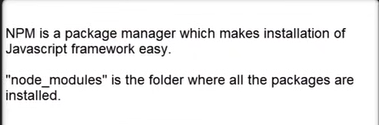 NPM is a package manager which makes installation of
Javascript framework easy.
"node_modules" is the folder where all the packages are
installed.